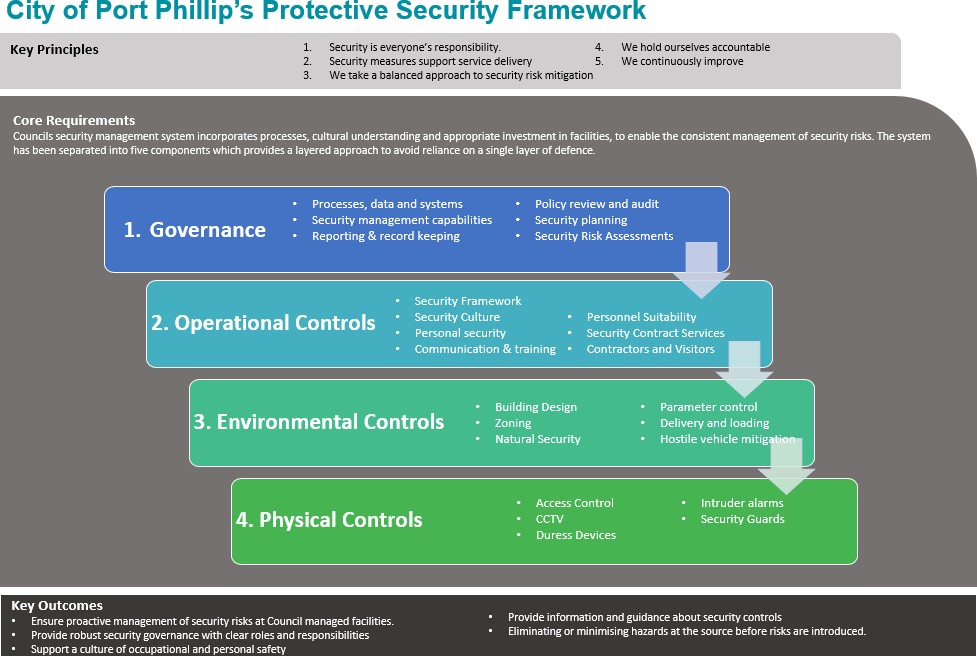 City of Port Phillip's Protective Security Framework
Key Principles
1. Security is everyone's responsibility.
2. Security measures support service delivery
3. We take a balanced approach to security risk mitigation
4. We hold ourselves accountable
5. We continuously improve
Core Requirements
Councils security management system incorporates processes, cultural understanding and appropriate investment in facilities, to enable the consistent management of security risks. The system
has been separated into five components which provides a layered approach to avoid reliance on a single layer of defence.
1. Governance
• Processes, data and systems
• Security management capabilities
• Reporting & record keeping
• Policy review and audit
• Security planning
• Security Risk Assessments
2. Operational Controls
• Security Framework
• Security Culture
• Personal security
• Communication & training
• Personnel Suitability
• Security Contract Services
• Contractors and Visitors
3. Environmental Controls
• Building Design
• Zoning
• Natural Security
• Parameter control
• Delivery and loading
• Hostile vehicle mitigation
4. Physical Controls
• Access Control
• CCTV
• Duress Devices
• Intruder alarms
• Security Guards
Key Outcomes
• Ensure proactive management of security risks at Council managed facilities.
• Provide robust security governance with clear roles and responsibilities
• Support a culture of occupational and personal safety
• Provide information and guidance about security controls
• Eliminating or minimising hazards at the source before risks are introduced.